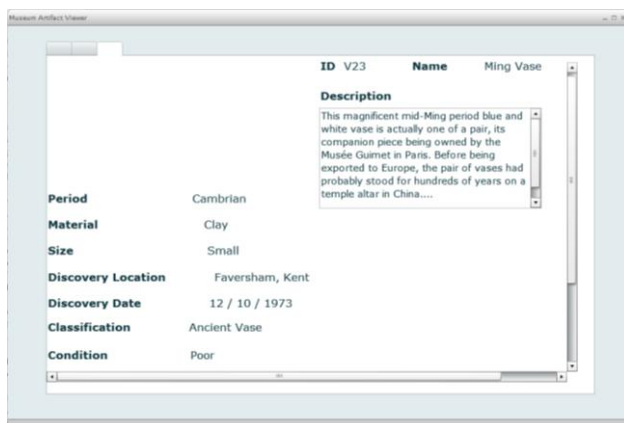 Museum Artifact Viewer
ID V23 Name Ming Vase
Description
This magnificent mid-Ming period blue and
white vase is actually one of a pair, its
companion piece being owned by the
Musée Guimet in Paris. Before being
exported to Europe, the pair of vases had
probably stood for hundreds of years on a
temple altar in China....
Period Cambrian
Material Clay
Size Small
Discovery Location Faversham, Kent
Discovery Date 12 / 10 / 1973
Classification Ancient Vase
Condition Poor